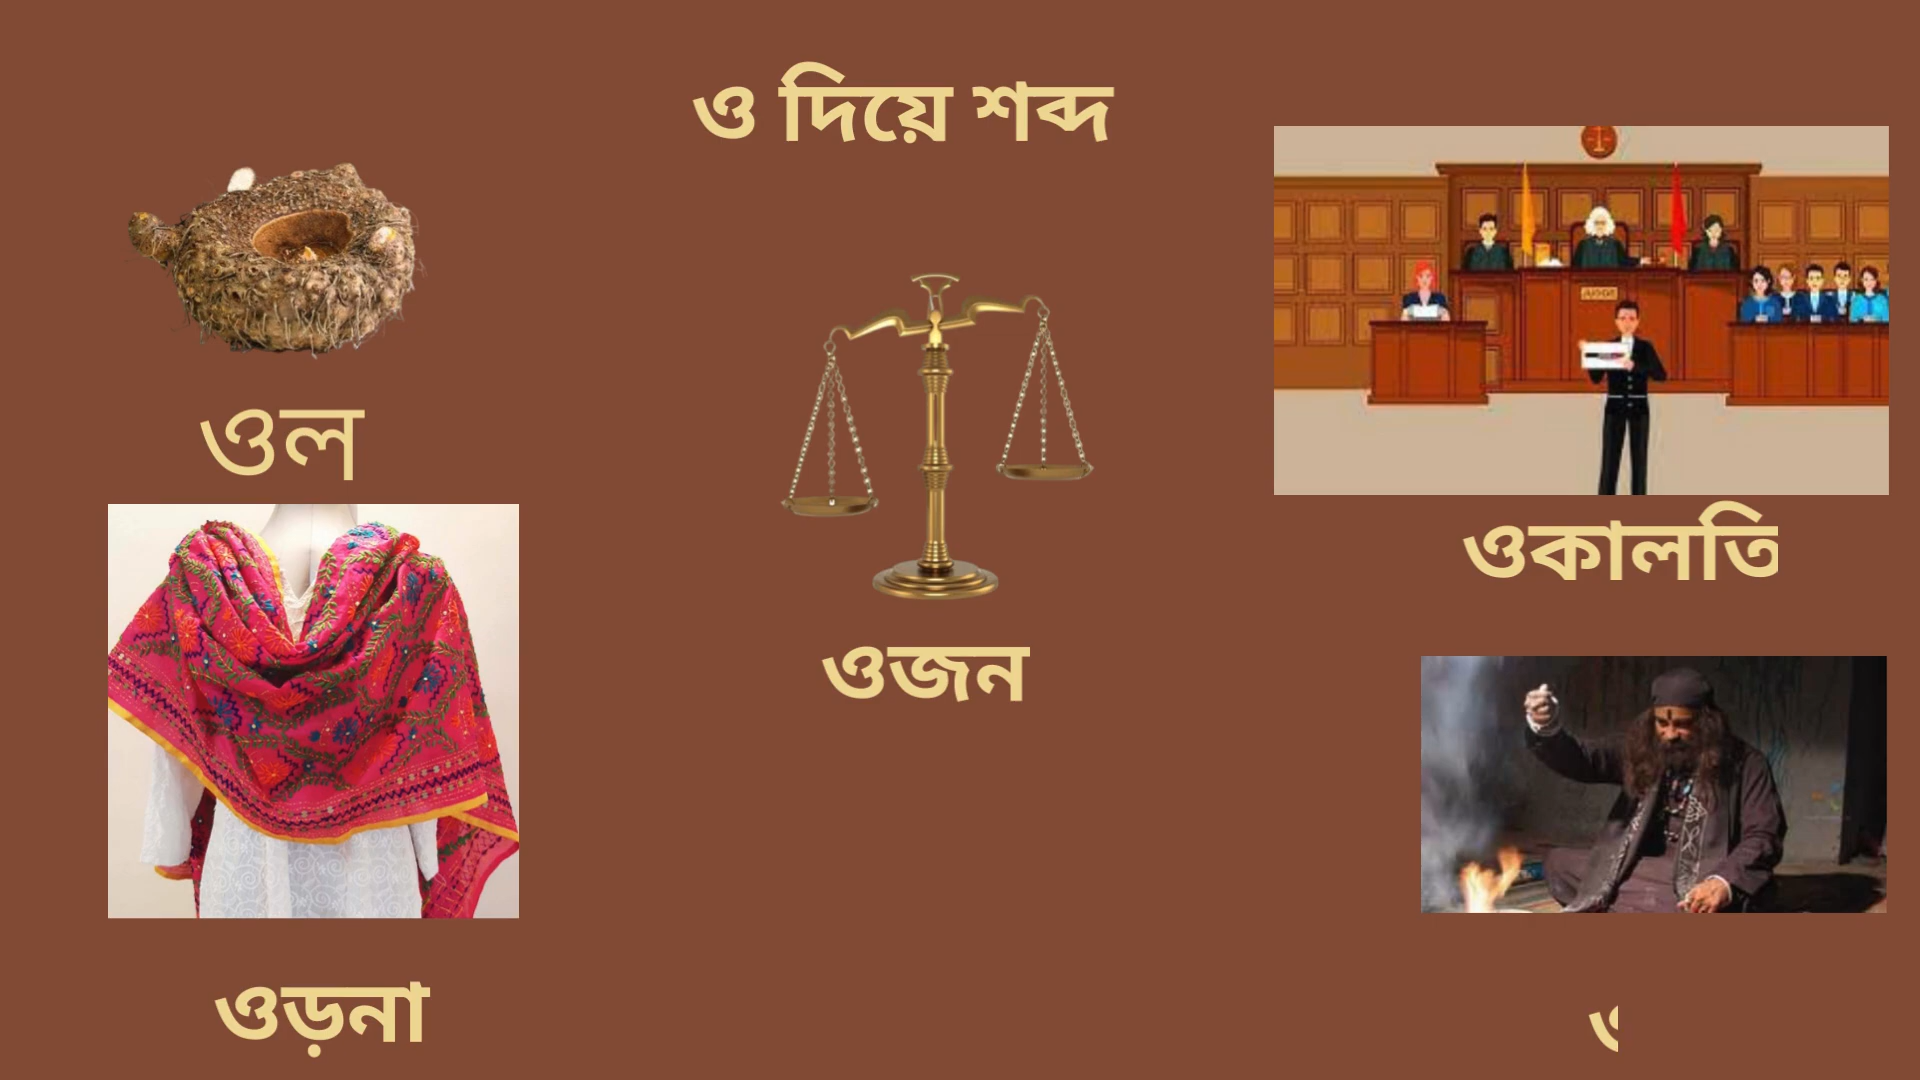 ও দিয়ে শব্দ
ওল
ওজন
ওকালতি
ওড়না